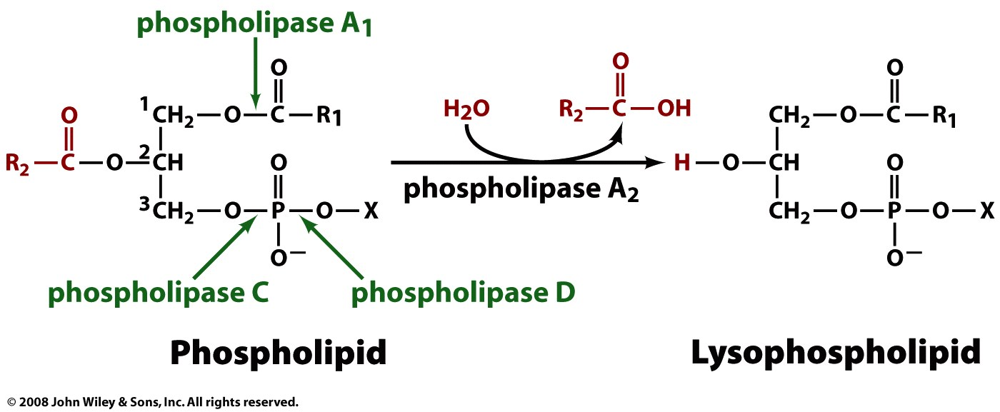 phospholipase A1
O
O
1CH2—O—C—R1
H2O
R2—C—OH
O
CH2—O—C—R1
O
R2—C—O—2CH
O
phospholipase A2
H—O—CH
O
3CH2—O—P—O—X
CH2—O—P—O—X
O—
O—
phospholipase C
phospholipase D
Phospholipid
Lysophospholipid
© 2008 John Wiley & Sons, Inc. All rights reserved.